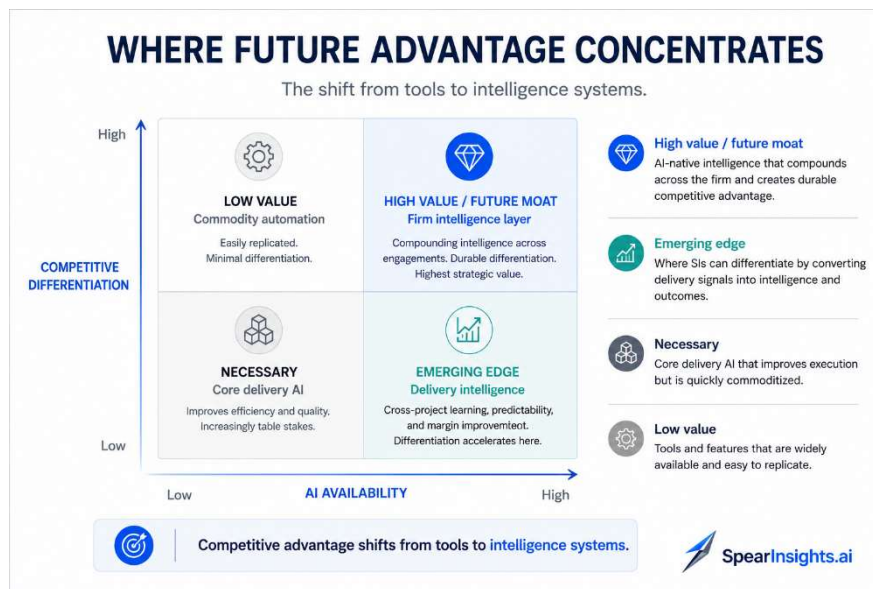 WHERE FUTURE ADVANTAGE CONCENTRATES
The shift from tools to intelligence systems.
High
COMPETITIVE
DIFFERENTIATION
Low
LOW VALUE
Commodity automation
Easily replicated.
Minimal differentiation.
HIGH VALUE / FUTURE MOAT
Firm intelligence layer
Compounding intelligence across
engagements. Durable differentiation.
Highest strategic value.
NECESSARY
Core delivery AI
Improves efficiency and quality.
Increasingly table stakes.
EMERGING EDGE
Delivery intelligence
Cross-project learning, predictability,
and margin improvemteot.
Differentiation accelerates here.
Low
AI AVAILABILITY
High
High value / future moat
AI-native intelligence that compounds
across the firm and creates durable
competitive advantage.
Emerging edge
Where SIs can differentiate by converting
delivery signals into intelligence and
outcomes.
Necessary
Core delivery AI that improves execution
but is quickly commoditized.
Low value
Tools and features that are widely
available and easy to replicate.
Competitive advantage shifts from tools to intelligence systems.
SpearInsights.ai